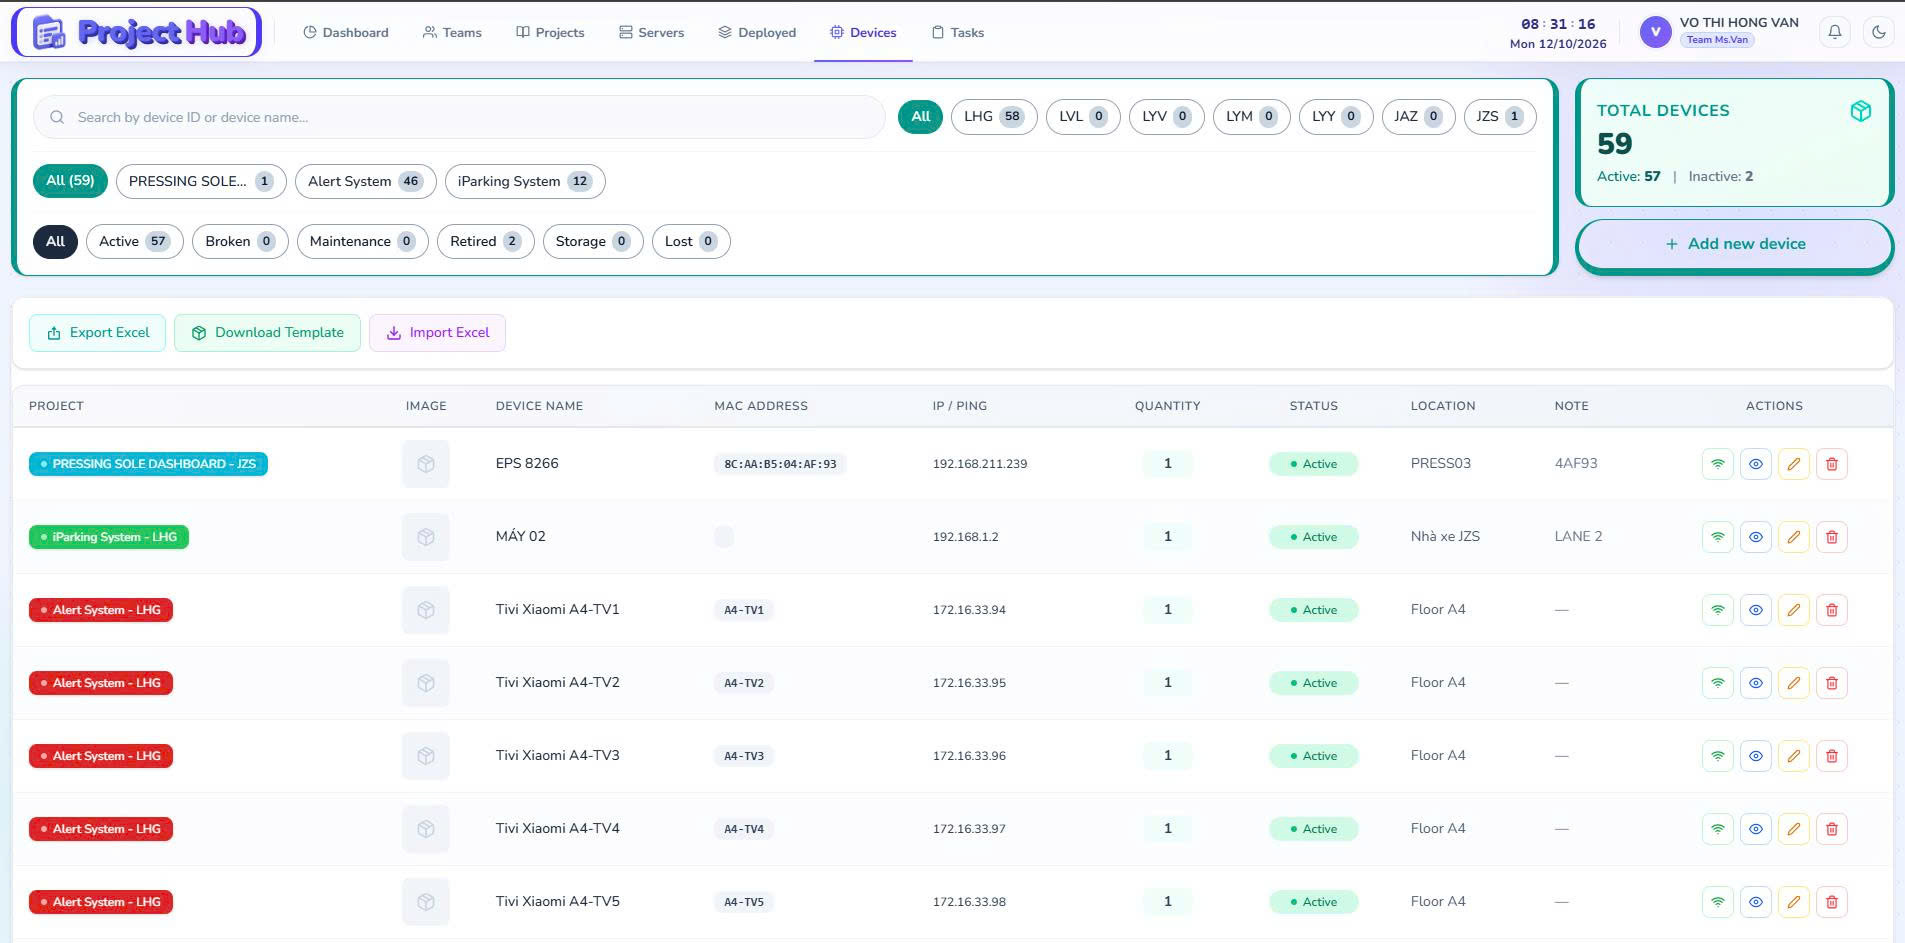 Project Hub
Dashboard Teams Projects Servers Deployed Devices Tasks
08 : 31 : 16
Mon 12/10/2026
V
VO THI HONG VAN
Team Ms.Van
Search by device ID or device name...
All LHG 58 LVL 0 LYV 0 LYM 0 LYY 0 JAZ 0 JZS 1
All (59) PRESSING SOLE... 1 Alert System 46 iParking System 12
All Active 57 Broken 0 Maintenance 0 Retired 2 Storage 0 Lost 0
TOTAL DEVICES
59
Active: 57 | Inactive: 2
+ Add new device
Export Excel Download Template Import Excel
PROJECT IMAGE DEVICE NAME MAC ADDRESS IP / PING QUANTITY STATUS LOCATION NOTE ACTIONS
PRESSING SOLE DASHBOARD - JZS EPS 8266 8C:AA:B5:04:AF:93 192.168.211.239 1 Active PRESS03 4AF93
iParking System - LHG MÁY 02 192.168.1.2 1 Active Nhà xe JZS LANE 2
Alert System - LHG Tivi Xiaomi A4-TV1 A4-TV1 172.16.33.94 1 Active Floor A4 —
Alert System - LHG Tivi Xiaomi A4-TV2 A4-TV2 172.16.33.95 1 Active Floor A4 —
Alert System - LHG Tivi Xiaomi A4-TV3 A4-TV3 172.16.33.96 1 Active Floor A4 —
Alert System - LHG Tivi Xiaomi A4-TV4 A4-TV4 172.16.33.97 1 Active Floor A4 —
Alert System - LHG Tivi Xiaomi A4-TV5 A4-TV5 172.16.33.98 1 Active Floor A4 —